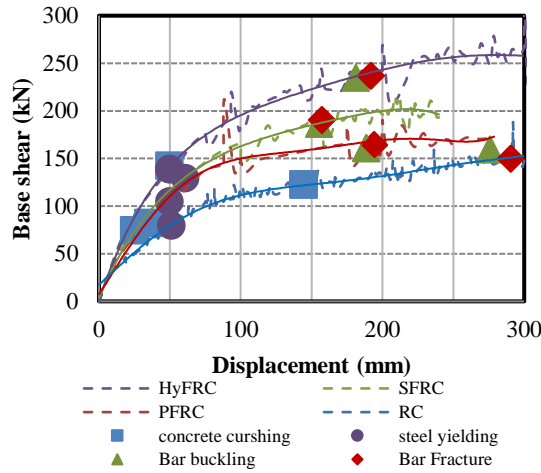 300
250
200
150
100
50
0
Base shear (kN)
0 100 200 300
Displacement (mm)
HyFRC SFRC
PFRC RC
concrete curshing steel yielding
Bar buckling Bar Fracture